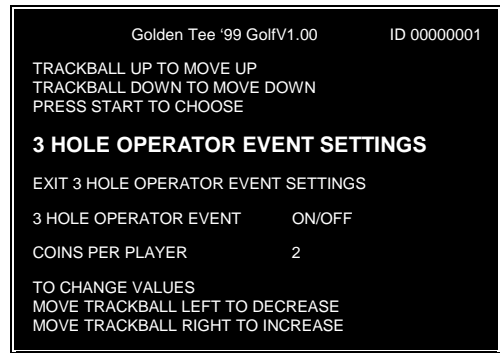 Golden Tee ‘99 GolfV1.00 ID 00000001
TRACKBALL UP TO MOVE UP
TRACKBALL DOWN TO MOVE DOWN
PRESS START TO CHOOSE
3 HOLE OPERATOR EVENT SETTINGS
EXIT 3 HOLE OPERATOR EVENT SETTINGS
3 HOLE OPERATOR EVENT ON/OFF
COINS PER PLAYER 2
TO CHANGE VALUES
MOVE TRACKBALL LEFT TO DECREASE
MOVE TRACKBALL RIGHT TO INCREASE